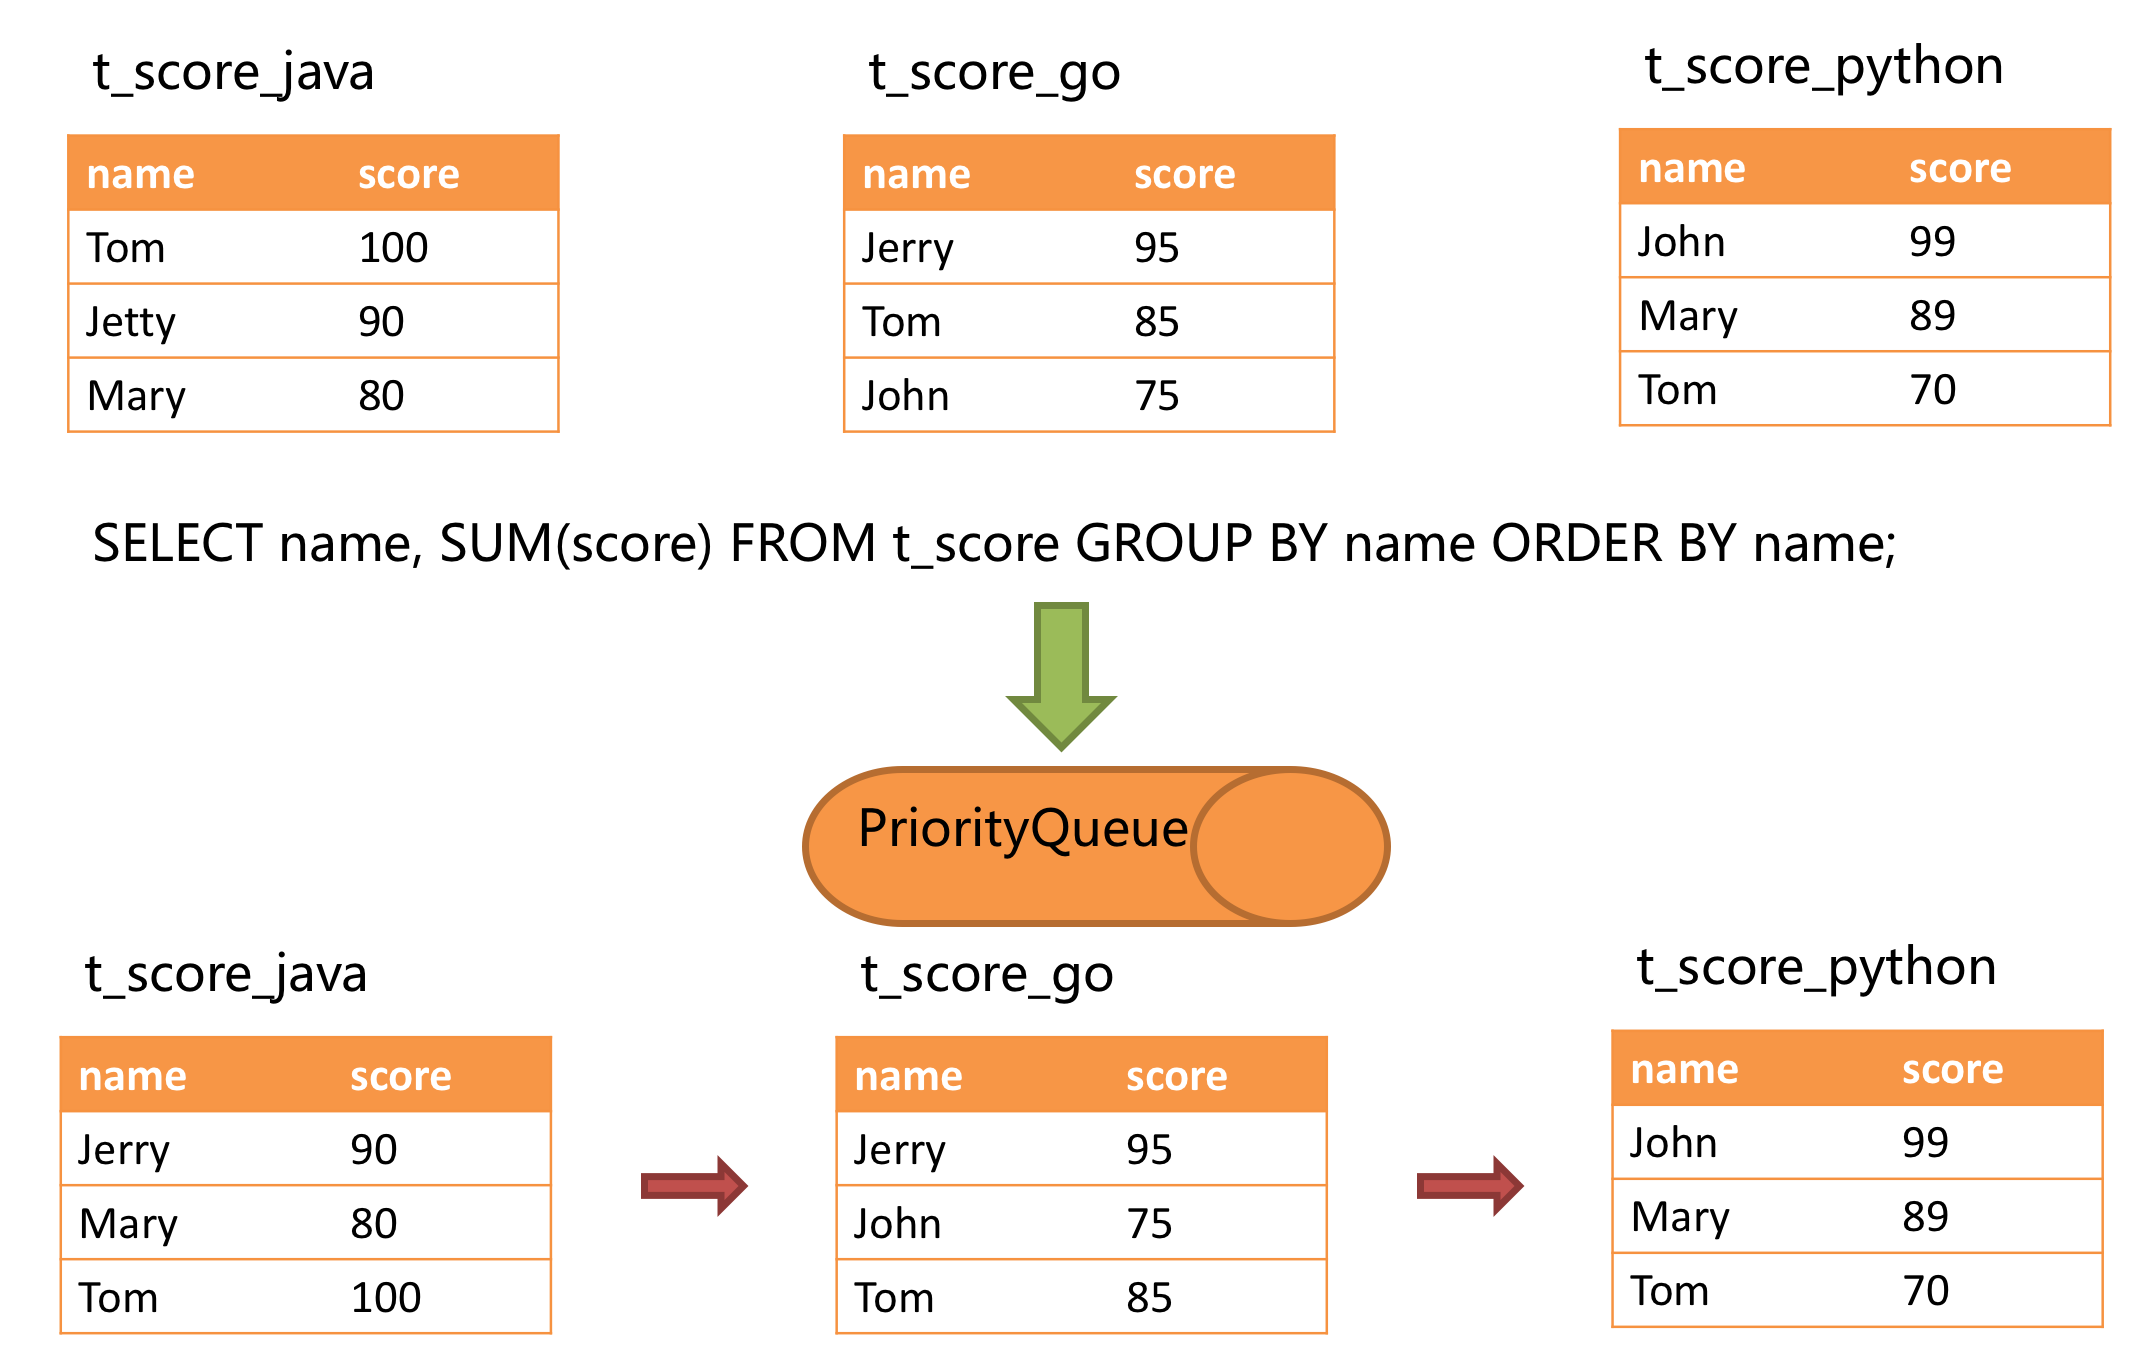 t_score_java
name score
Tom 100
Jetty 90
Mary 80
t_score_go
name score
Jerry 95
Tom 85
John 75
t_score_python
name score
John 99
Mary 89
Tom 70
SELECT name, SUM(score) FROM t_score GROUP BY name ORDER BY name;
PriorityQueue
t_score_java
name score
Jerry 90
Mary 80
Tom 100
t_score_go
name score
Jerry 95
John 75
Tom 85
t_score_python
name score
John 99
Mary 89
Tom 70